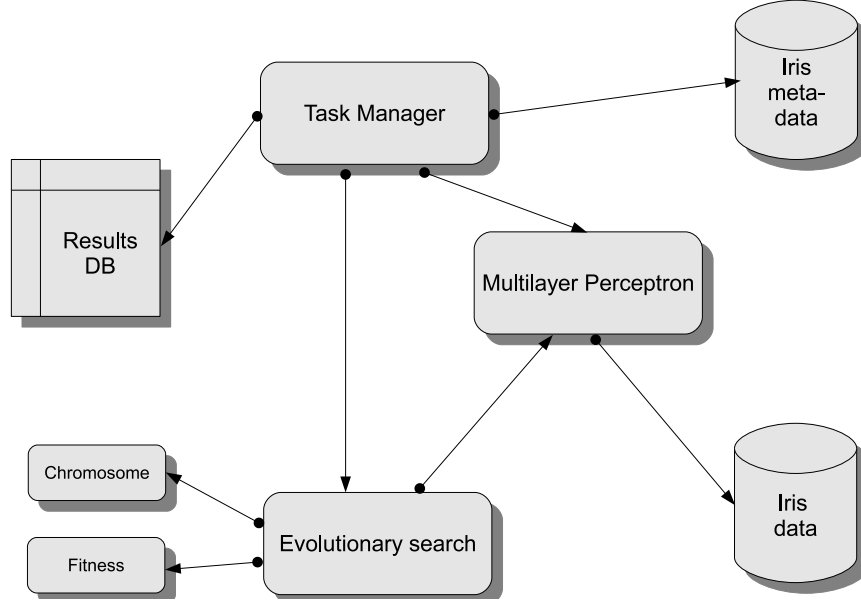 Task Manager
Iris
meta-
data
Results
DB
Multilayer Perceptron
Chromosome
Evolutionary search
Fitness
Iris
data